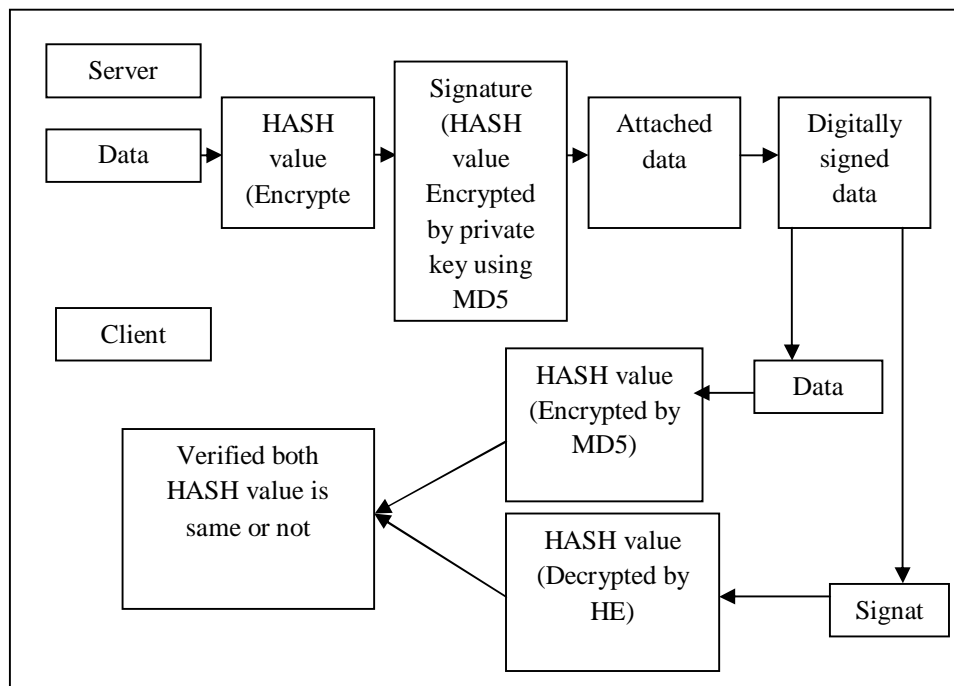 Server
Data
HASH
value
(Encrypte
Signature
(HASH
value
Encrypted
by private
key using
MD5
Attached
data
Digitally
signed
data
Client
HASH value
(Encrypted by
MD5)
Data
Verified both
HASH value is
same or not
HASH value
(Decrypted by
HE)
Signat